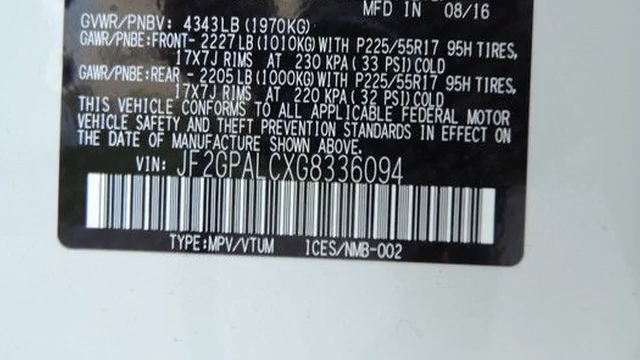 MFD IN 08/16
GVWR/PNBV: 4343LB (1970KG)
GAWR/PNBE:FRONT- 2227LB (1010KG) WITH P225/55R17 95H TIRES,
17X7J RIMS AT 230 KPA (33 PSI) COLD
GAWR/PNBE:REAR - 2205LB (1000KG) WITH P225/55R17 95H TIRES,
17X7J RIMS AT 220 KPA (32 PSI) COLD
THIS VEHICLE CONFORMS TO ALL APPLICABLE FEDERAL MOTOR
VEHICLE SAFETY AND THEFT PREVENTION STANDARDS IN EFFECT ON
THE DATE OF MANUFACTURE SHOWN ABOVE.
VIN: JF2GPALCXG8336094
TYPE:MPV/VTUM ICES/NMB-002